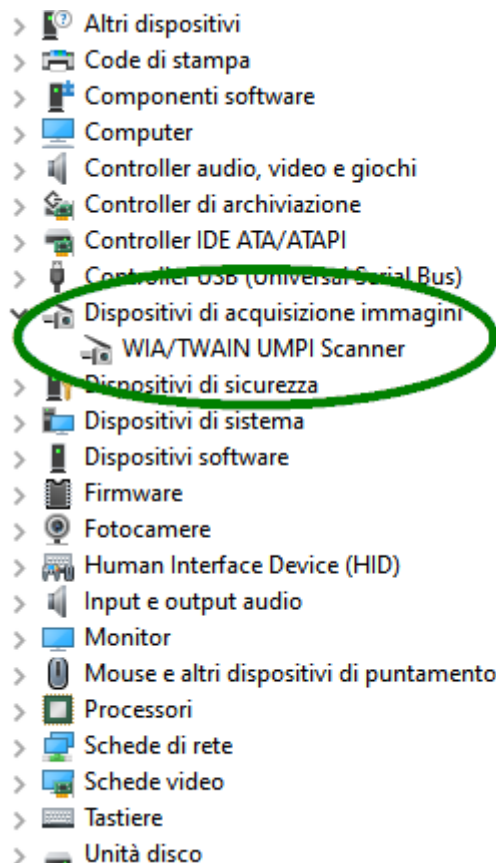 Altri dispositivi
Code di stampa
Componenti software
Computer
Controller audio, video e giochi
Controller di archiviazione
Controller IDE ATA/ATAPI
Controller USB (Universal Serial Bus)
Dispositivi di acquisizione immagini
WIA/TWAIN UMPI Scanner
Dispositivi di sicurezza
Dispositivi di sistema
Dispositivi software
Firmware
Fotocamere
Human Interface Device (HID)
Input e output audio
Monitor
Mouse e altri dispositivi di puntamento
Processori
Schede di rete
Schede video
Tastiere
Unità disco